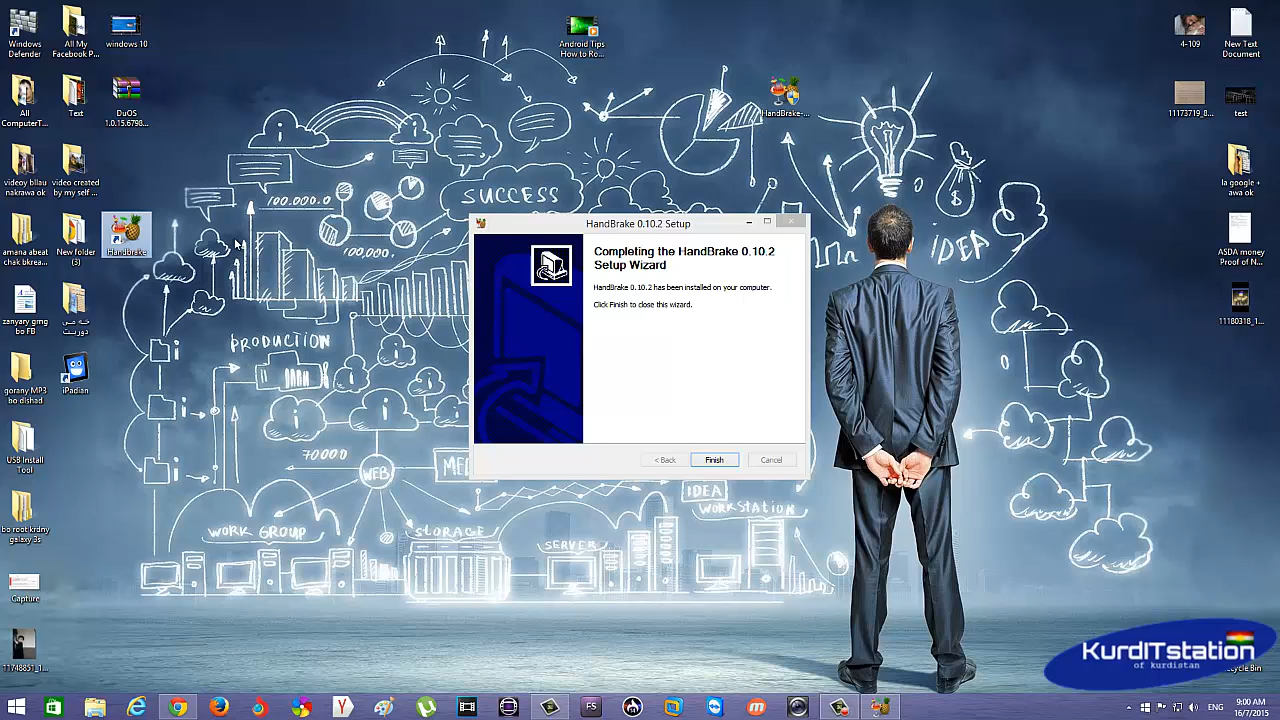 Windows
Defender
All My
Facebook P...
windows 10
Android Tips
How to Ro...
4-109
New Text
Document
All
ComputerT...
Text
DuOS
1.0.15.6798...
HandBrake-...
11173719_8...
test
videoy bllau
nakrawa ok
video created
by my self ...
la google +
awa ok
amana abeat
chak bkrea...
New folder
(3)
HandBrake
ASDA money
Proof of N...
zanyary grng
bo FB
11180318_1...
gorany MP3
bo dlshad
iPadian
USB Install
Tool
bo root krdny
galaxy 3s
Capture
11748851_1...
SUCCESS
100.000.0
100,000,
IDEA
PRODUCTION
70000
WEB
WORK GROUP
STORAGE
SERVER
IDEA
WORKSTATION
HandBrake 0.10.2 Setup
Completing the HandBrake 0.10.2
Setup Wizard
HandBrake 0.10.2 has been installed on your computer.
Click Finish to close this wizard.
< Back
Finish
Cancel
KurdITstation
of kurdistan
ENG
9:00 AM
16/7/2015